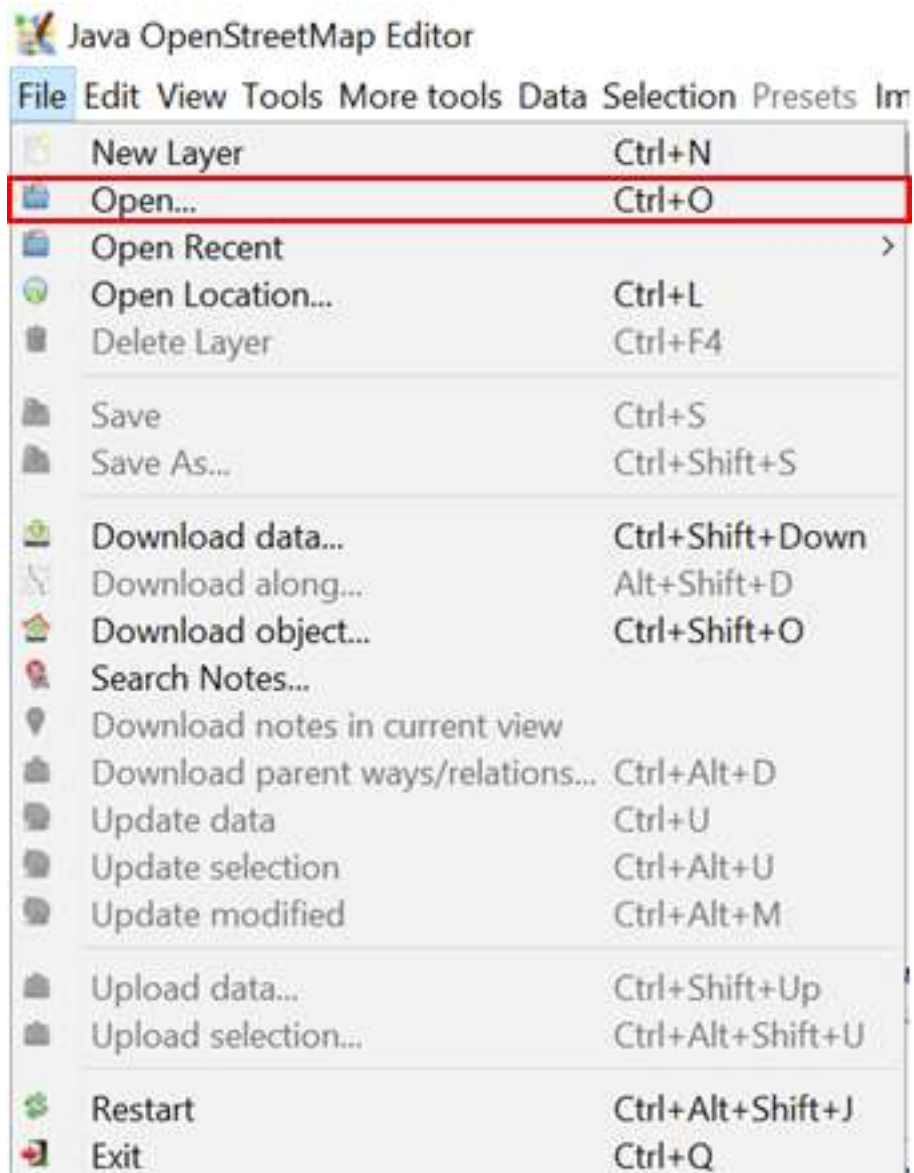 Java OpenStreetMap Editor
File Edit View Tools More tools Data Selection Presets Im
New Layer Ctrl+N
Open... Ctrl+O
Open Recent >
Open Location... Ctrl+L
Delete Layer Ctrl+F4
Save Ctrl+S
Save As... Ctrl+Shift+S
Download data... Ctrl+Shift+Down
Download along... Alt+Shift+D
Download object... Ctrl+Shift+O
Search Notes...
Download notes in current view
Download parent ways/relations... Ctrl+Alt+D
Update data Ctrl+U
Update selection Ctrl+Alt+U
Update modified Ctrl+Alt+M
Upload data... Ctrl+Shift+Up
Upload selection... Ctrl+Alt+Shift+U
Restart Ctrl+Alt+Shift+J
Exit Ctrl+Q